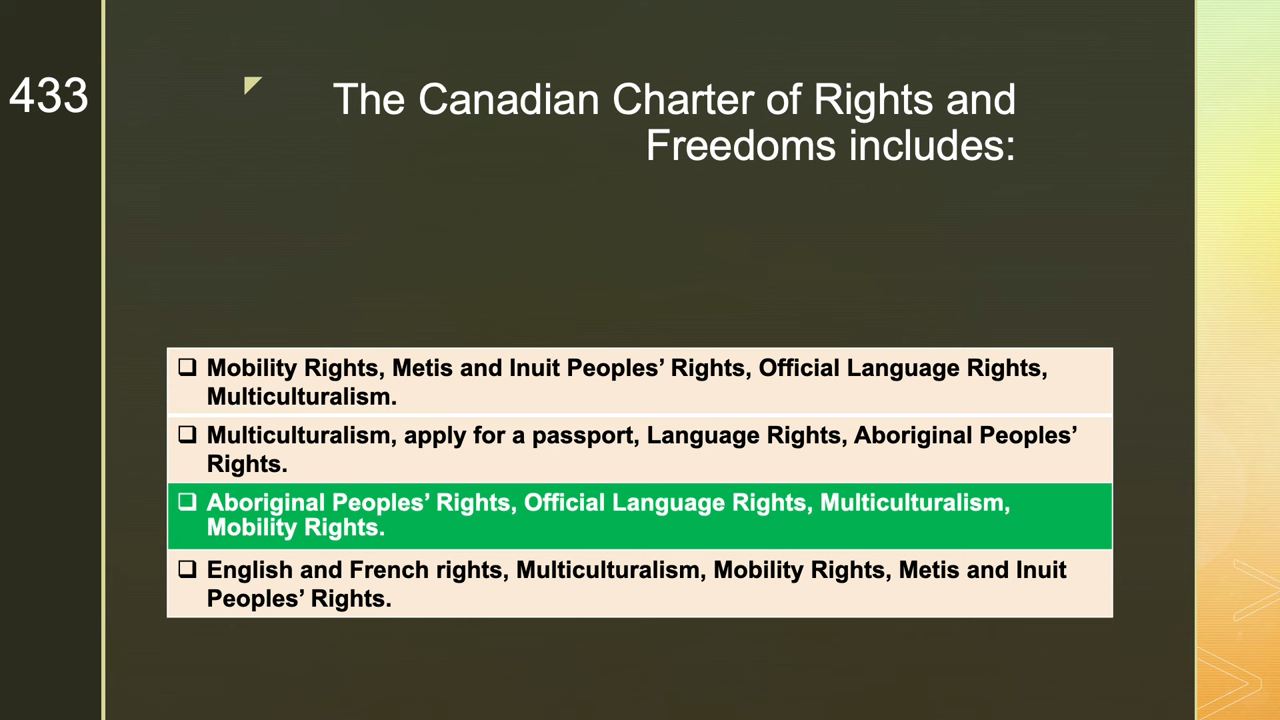 433
The Canadian Charter of Rights and
Freedoms includes:
❑ Mobility Rights, Metis and Inuit Peoples’ Rights, Official Language Rights,
Multiculturalism.
❑ Multiculturalism, apply for a passport, Language Rights, Aboriginal Peoples’
Rights.
❑ Aboriginal Peoples’ Rights, Official Language Rights, Multiculturalism,
Mobility Rights.
❑ English and French rights, Multiculturalism, Mobility Rights, Metis and Inuit
Peoples’ Rights.